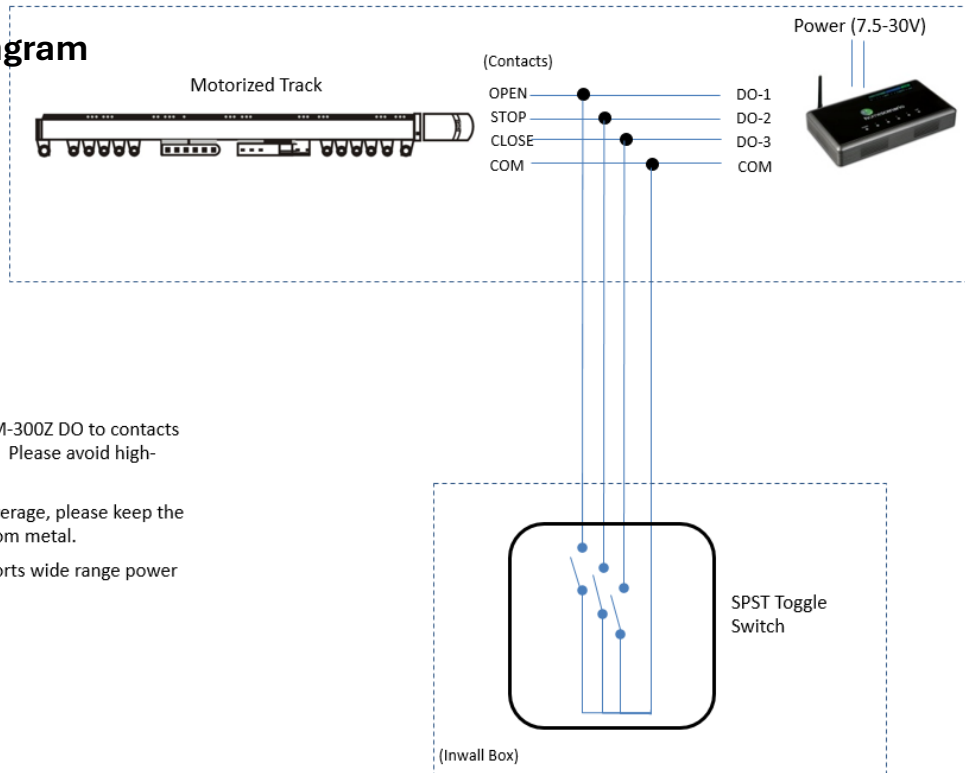 gram
Power (7.5-30V)
Motorized Track
(Contacts)
OPEN
DO-1
STOP
DO-2
CLOSE
DO-3
COM
COM
M-300Z DO to contacts
Please avoid high-
erage, please keep the
om metal.
orts wide range power
SPST Toggle
Switch
(Inwall Box)